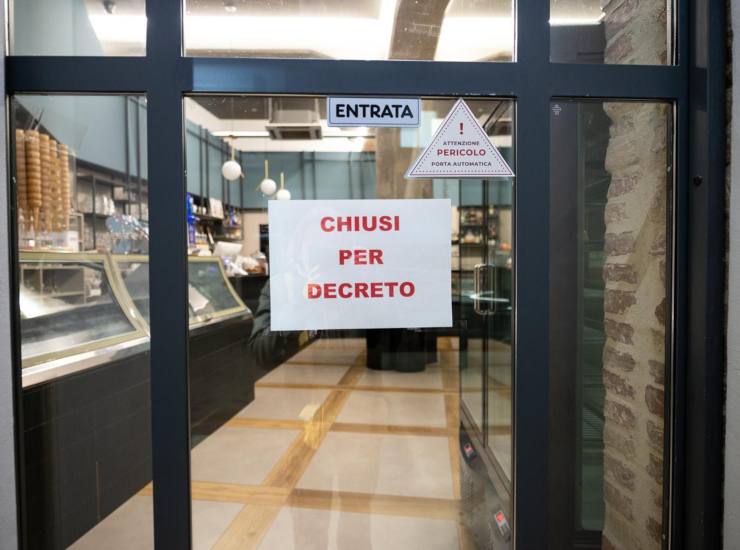 ENTRATA
!
ATTENZIONE
PERICOLO
PORTA AUTOMATICA
CHIUSI
PER
DECRETO